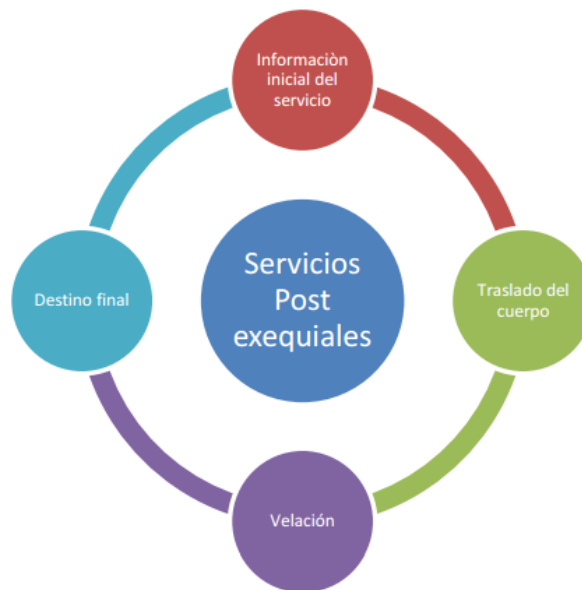 Informaciòn
inicial del
servicio
Servicios
Post
exequiales
Destino final
Traslado del
cuerpo
Velación